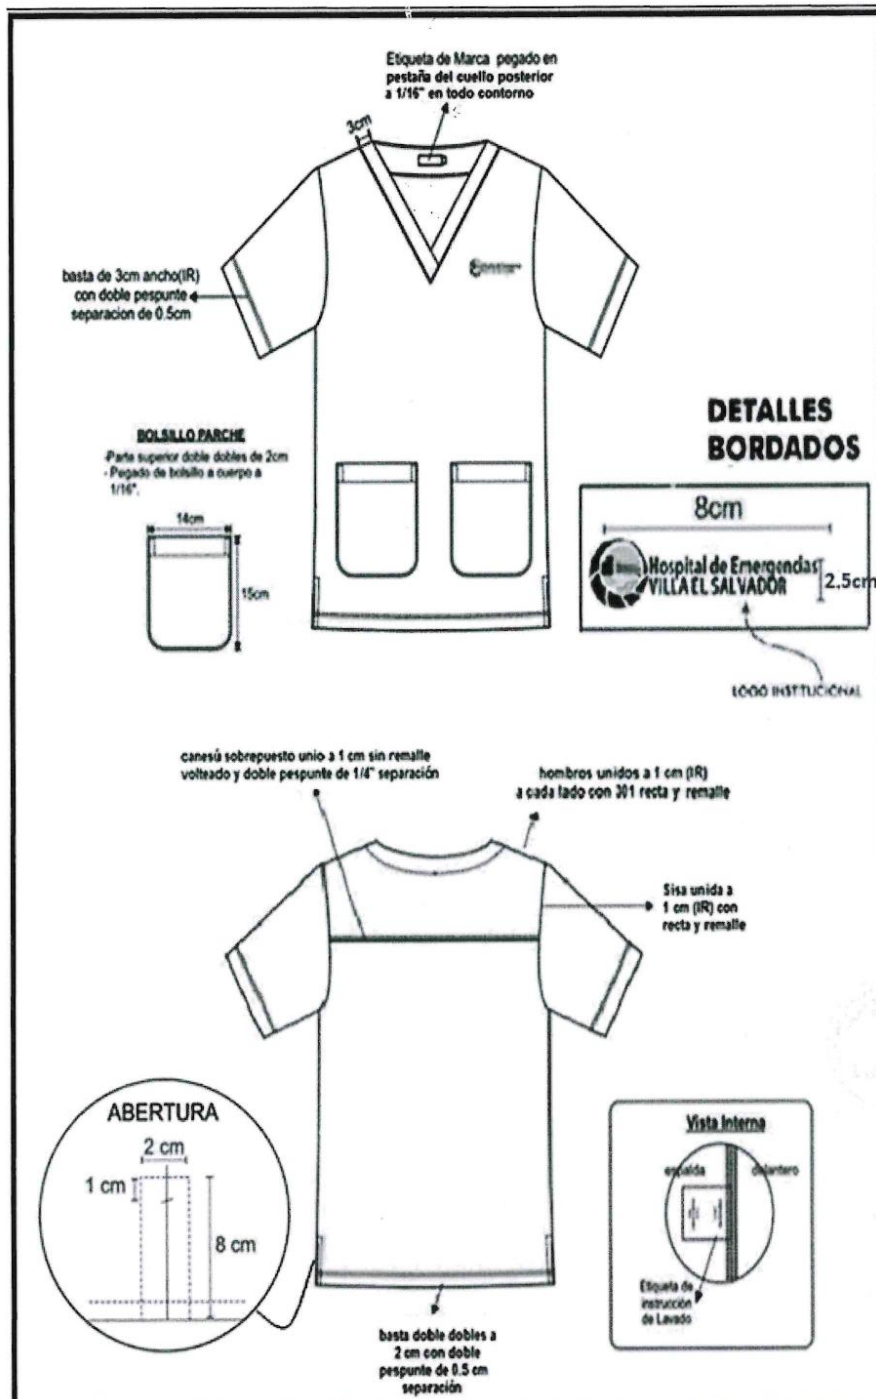 Etiqueta de Marca pegado en
pestaña del cuello posterior
a 1/16" en todo contorno
3cm
basta de 3cm ancho(IR)
con doble pespunte
separacion de 0.5cm
BOLSILLO PARCHE
-Parte superior doble dobles de 2cm
- Pegado de bolsillo a cuerpo a
1/16".
14cm
15cm
DETALLES
BORDADOS
8cm
Hospital de Emergencias
VILLA EL SALVADOR
2,5cm
LOGO INSTITUCIONAL
canesú sobrepuesto unio a 1 cm sin remalle
volteado y doble pespunte de 1/4" separación
hombros unidos a 1 cm (IR)
a cada lado con 301 recta y remalle
Sisa unida a
1 cm (IR) con
recta y remalle
ABERTURA
2 cm
1 cm
8 cm
Vista Interna
espalda
delantero
Etiqueta de
instrucción
de Lavado
basta doble dobles a
2 cm con doble
pespunte de 0.5 cm
separación